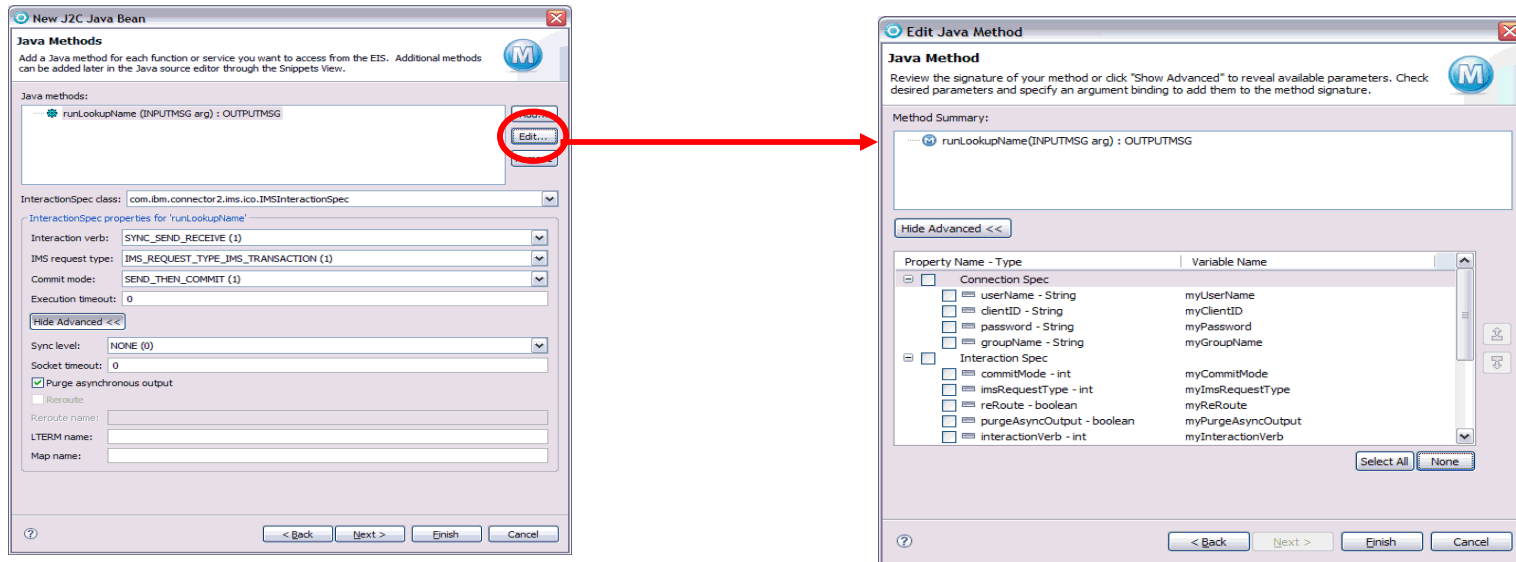 New J2C Java Bean
Java Methods
Add a Java method for each function or service you want to access from the EIS. Additional methods
can be added later in the Java source editor through the Snippets View.
Java methods:
runLookupName (INPUTMSG arg) : OUTPUTMSG
Edit...
InteractionSpec class: com.ibm.connector2.ims.ico.IMSInteractionSpec
InteractionSpec properties for 'runLookupName'
Interaction verb: SYNC_SEND_RECEIVE (1)
IMS request type: IMS_REQUEST_TYPE_IMS_TRANSACTION (1)
Commit mode: SEND_THEN_COMMIT (1)
Execution timeout: 0
Hide Advanced <<
Sync level: NONE (0)
Socket timeout: 0
Purge asynchronous output
Reroute
Reroute name:
LTERM name:
Map name:
? < Back Next > Finish Cancel
Edit Java Method
Java Method
Review the signature of your method or click "Show Advanced" to reveal available parameters. Check
desired parameters and specify an argument binding to add them to the method signature.
Method Summary:
M runLookupName(INPUTMSG arg) : OUTPUTMSG
Hide Advanced <<
Property Name - Type Variable Name
Connection Spec
userName - String myUserName
clientID - String myClientID
password - String myPassword
groupName - String myGroupName
Interaction Spec
commitMode - int myCommitMode
imsRequestType - int myImsRequestType
reRoute - boolean myReRoute
purgeAsyncOutput - boolean myPurgeAsyncOutput
interactionVerb - int myInteractionVerb
Select All None
? < Back Next > Finish Cancel